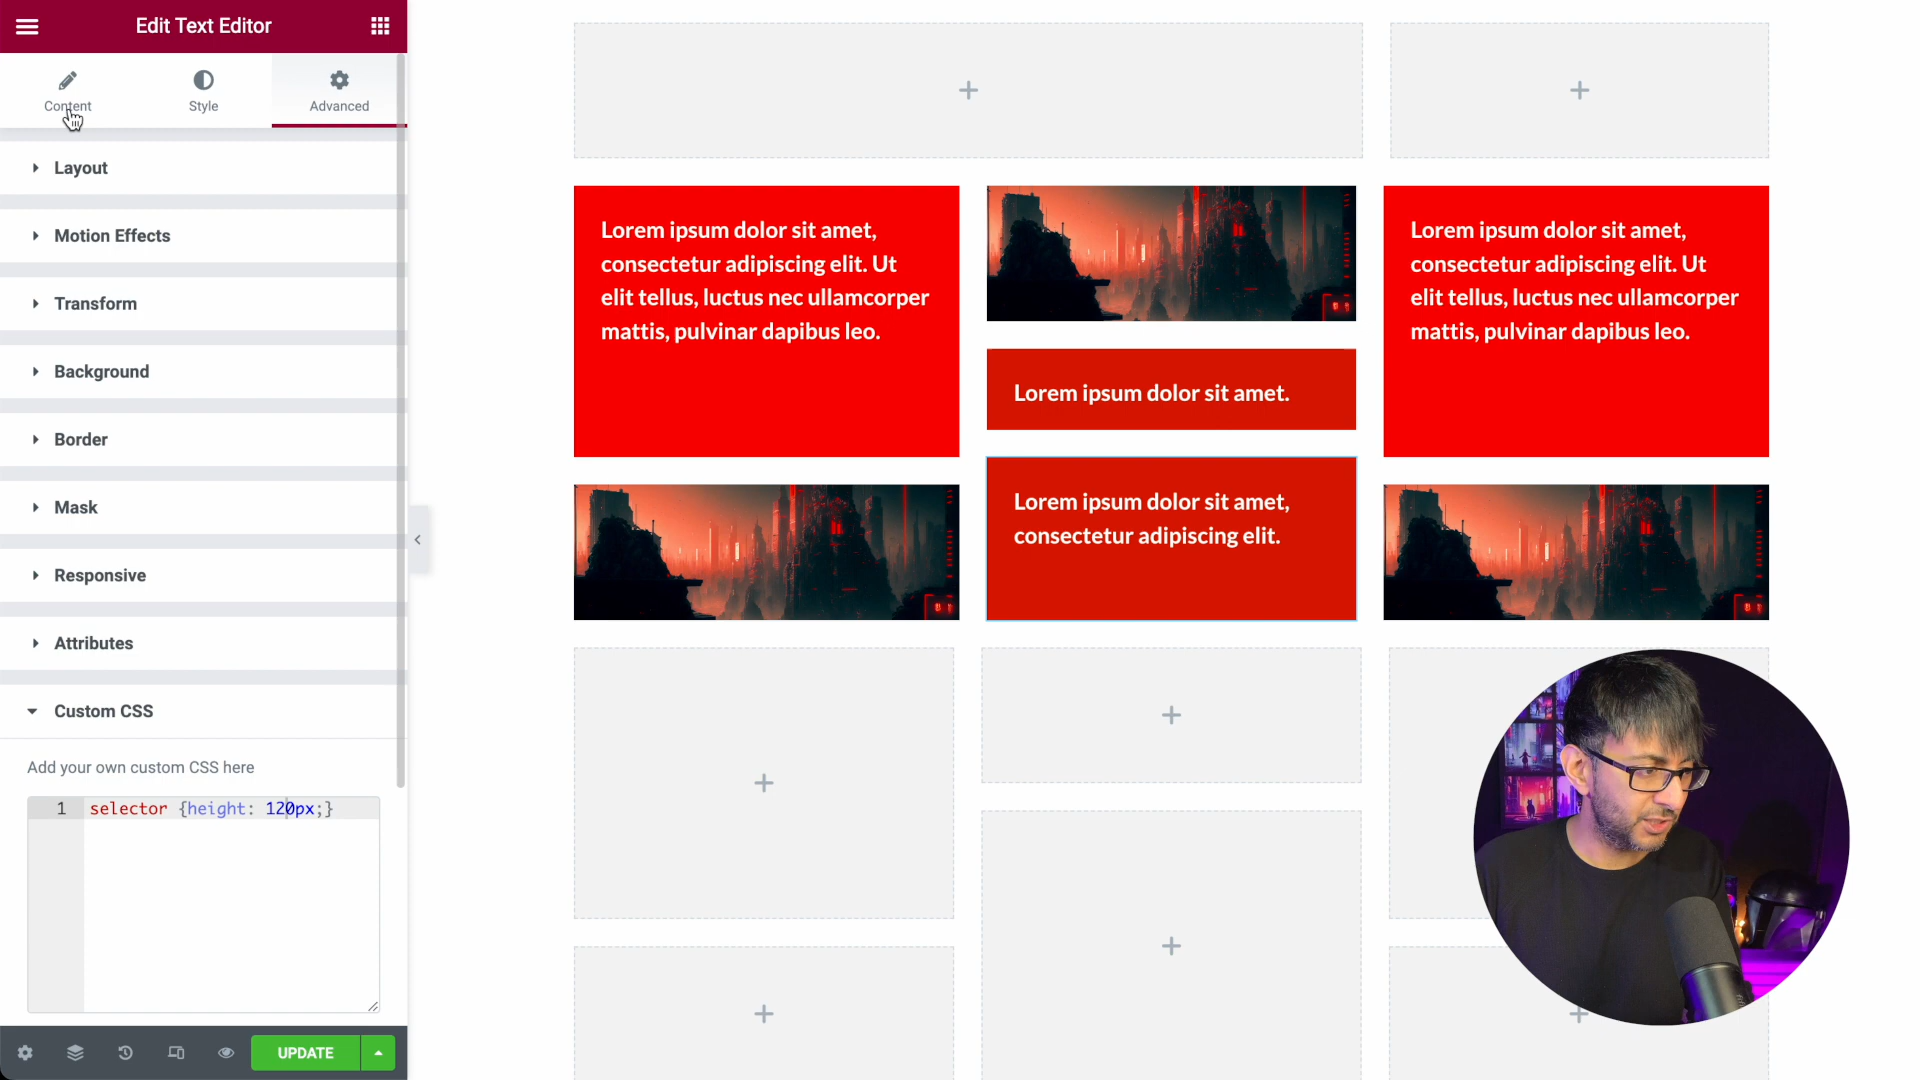 Edit Text Editor
Content
Style
Advanced
Layout
Motion Effects
Transform
Background
Border
Mask
Responsive
Attributes
Custom CSS
Add your own custom CSS here
1 selector {height: 120px;}
UPDATE
Lorem ipsum dolor sit amet,
consectetur adipiscing elit. Ut
elit tellus, luctus nec ullamcorper
mattis, pulvinar dapibus leo.
Lorem ipsum dolor sit amet.
Lorem ipsum dolor sit amet,
consectetur adipiscing elit.
Lorem ipsum dolor sit amet,
consectetur adipiscing elit. Ut
elit tellus, luctus nec ullamcorper
mattis, pulvinar dapibus leo.